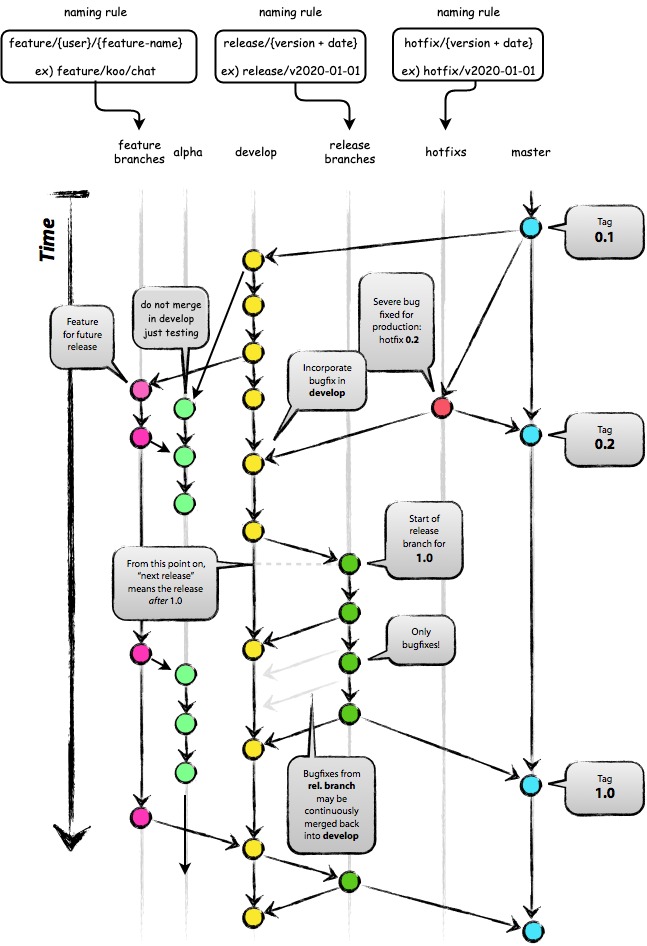 naming rule
feature/{user}/{feature-name}
ex) feature/koo/chat
naming rule
release/{version + date}
ex) release/v2020-01-01
naming rule
hotfix/{version + date}
ex) hotfix/v2020-01-01
feature
branches
alpha
develop
release
branches
hotfixs
master
Time
Tag
0.1
do not merge
in develop
just testing
Severe bug
fixed for
production:
hotfix 0.2
Feature
for future
release
Incorporate
bugfix in
develop
Tag
0.2
Start of
release
branch for
1.0
From this point on,
“next release”
means the release
after 1.0
Only
bugfixes!
Bugfixes from
rel. branch
may be
continuously
merged back
into develop
Tag
1.0